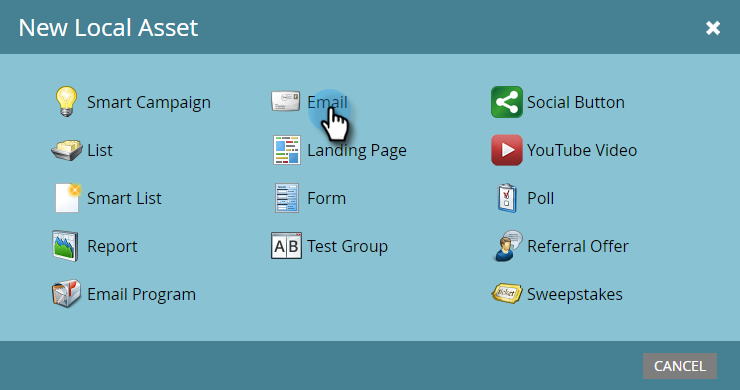 New Local Asset
Smart Campaign
Email
Social Button
List
Landing Page
YouTube Video
Smart List
Form
Poll
Report
AB
Test Group
Referral Offer
Email Program
ticket
Sweepstakes
CANCEL